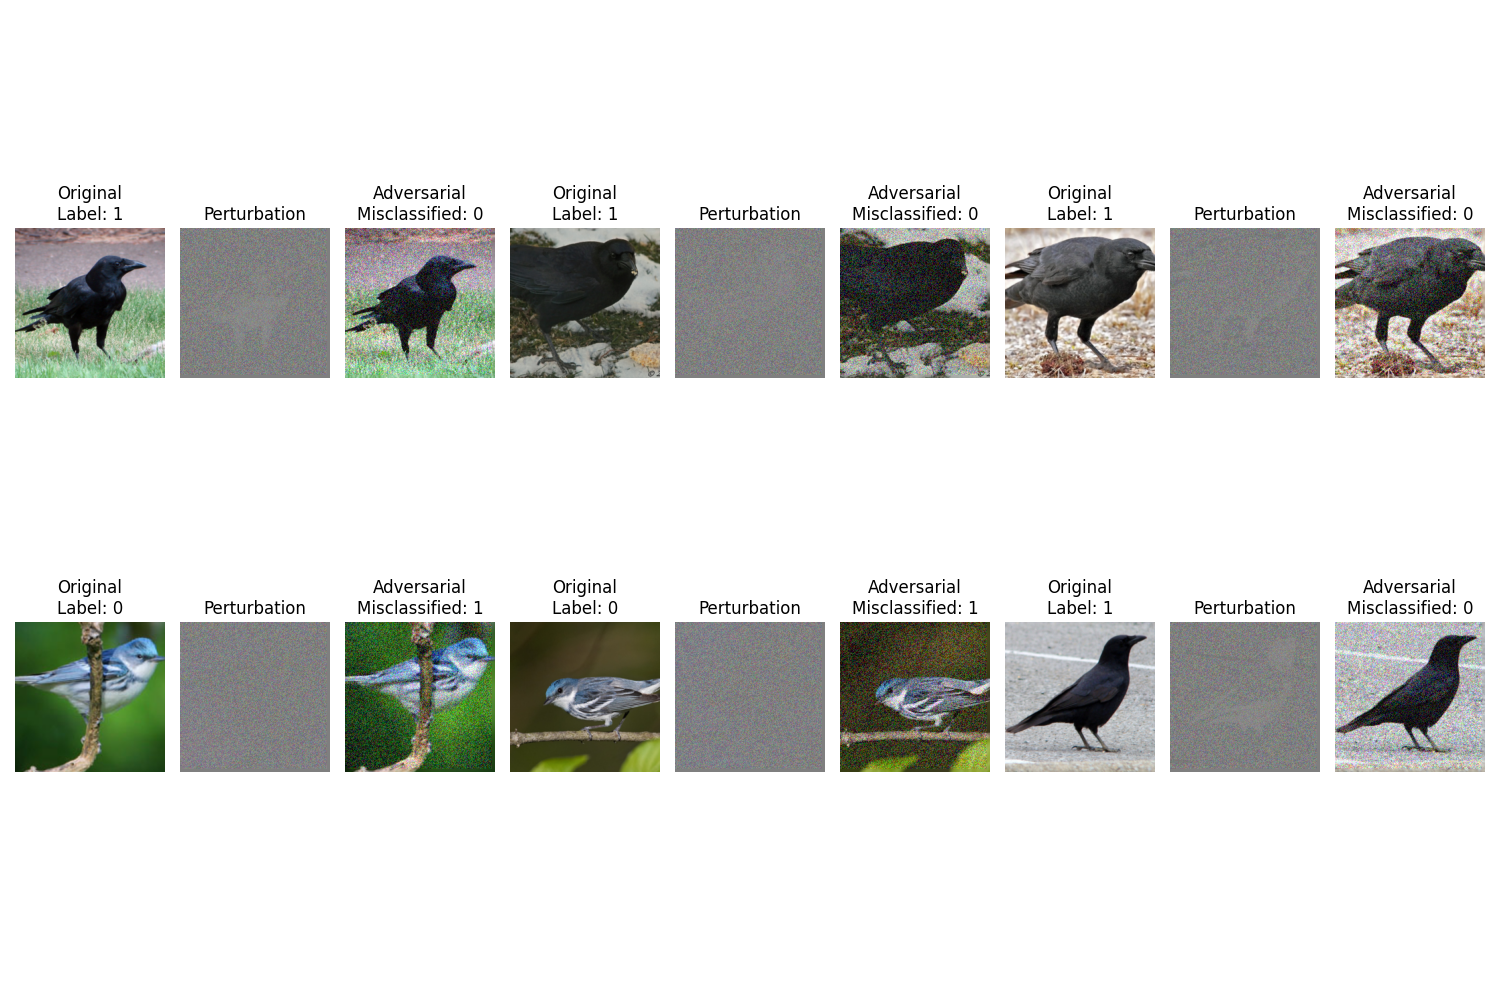 Original
Label: 1
Perturbation
Adversarial
Misclassified: 0
Original
Label: 1
Perturbation
Adversarial
Misclassified: 0
Original
Label: 1
Perturbation
Adversarial
Misclassified: 0
Original
Label: 0
Perturbation
Adversarial
Misclassified: 1
Original
Label: 0
Perturbation
Adversarial
Misclassified: 1
Original
Label: 1
Perturbation
Adversarial
Misclassified: 0